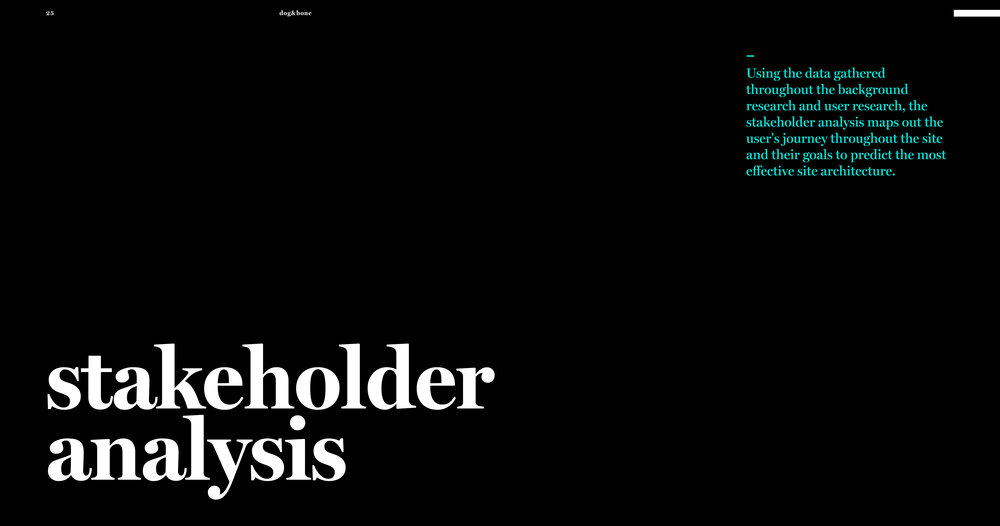 25
dog&bone
–
Using the data gathered
throughout the background
research and user research, the
stakeholder analysis maps out the
user's journey throughout the site
and their goals to predict the most
effective site architecture.
stakeholder
analysis